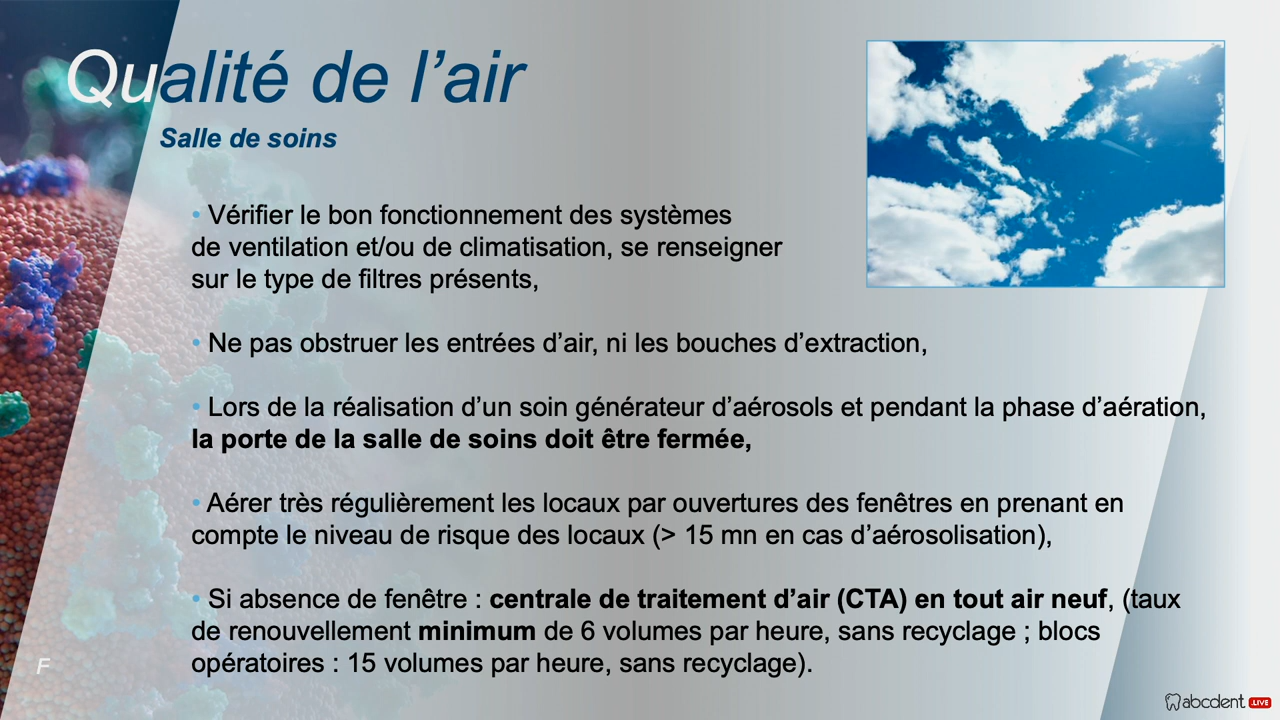 Qualité de l’air
Salle de soins
• Vérifier le bon fonctionnement des systèmes
de ventilation et/ou de climatisation, se renseigner
sur le type de filtres présents,
• Ne pas obstruer les entrées d’air, ni les bouches d’extraction,
• Lors de la réalisation d’un soin générateur d’aérosols et pendant la phase d’aération,
la porte de la salle de soins doit être fermée,
• Aérer très régulièrement les locaux par ouvertures des fenêtres en prenant en
compte le niveau de risque des locaux (> 15 mn en cas d’aérosolisation),
• Si absence de fenêtre : centrale de traitement d’air (CTA) en tout air neuf, (taux
de renouvellement minimum de 6 volumes par heure, sans recyclage ; blocs
opératoires : 15 volumes par heure, sans recyclage).
F
abcdent .LIVE